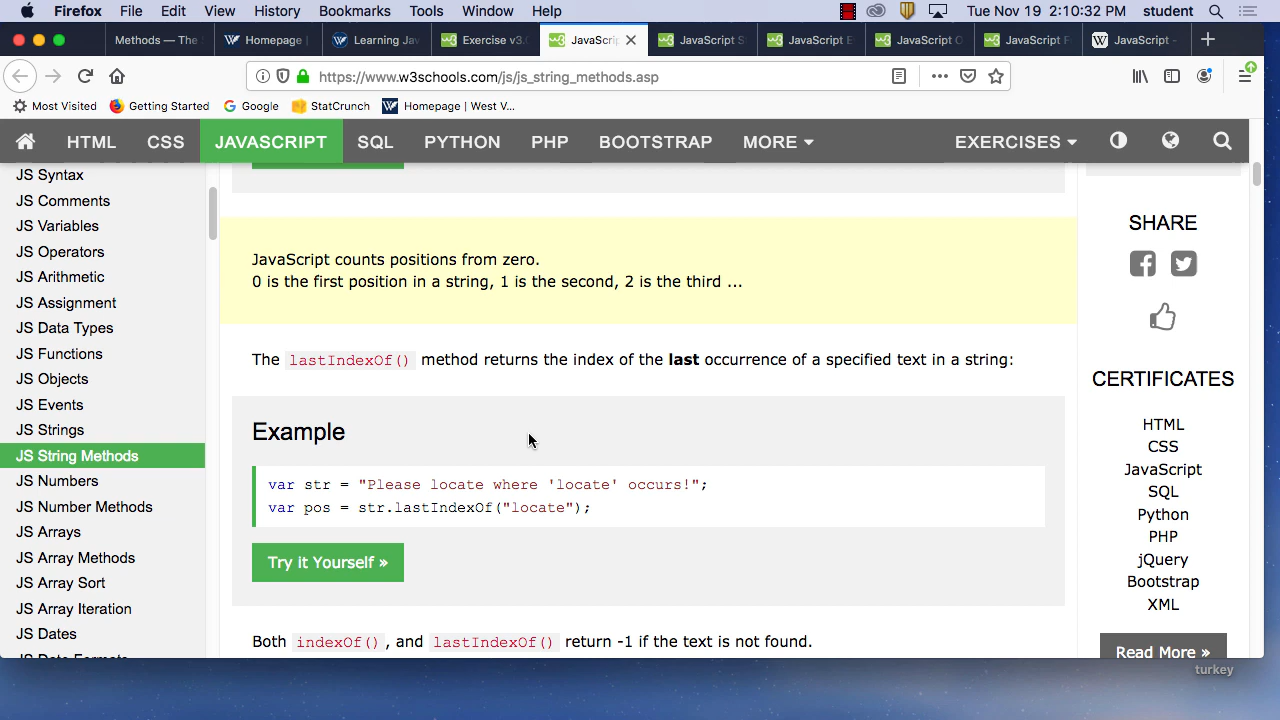 Firefox File Edit View History Bookmarks Tools Window Help Tue Nov 19 2:10:32 PM student
Methods — The Homepage | Learning Jav Exercise v3. JavaScrip JavaScript S JavaScript E JavaScript O JavaScript F JavaScript -
https://www.w3schools.com/js/js_string_methods.asp
Most Visited Getting Started Google StatCrunch Homepage | West V...
HTML CSS JAVASCRIPT SQL PYTHON PHP BOOTSTRAP MORE EXERCISES
JS Syntax
JS Comments
JS Variables
JS Operators
JS Arithmetic
JS Assignment
JS Data Types
JS Functions
JS Objects
JS Events
JS Strings
JS String Methods
JS Numbers
JS Number Methods
JS Arrays
JS Array Methods
JS Array Sort
JS Array Iteration
JS Dates
JS Date Formats
JavaScript counts positions from zero.
0 is the first position in a string, 1 is the second, 2 is the third ...
The lastIndexOf() method returns the index of the last occurrence of a specified text in a string:
Example
var str = "Please locate where 'locate' occurs!";
var pos = str.lastIndexOf("locate");
Try it Yourself »
Both indexOf(), and lastIndexOf() return -1 if the text is not found.
SHARE
CERTIFICATES
HTML
CSS
JavaScript
SQL
Python
PHP
jQuery
Bootstrap
XML
Read More »
turkey